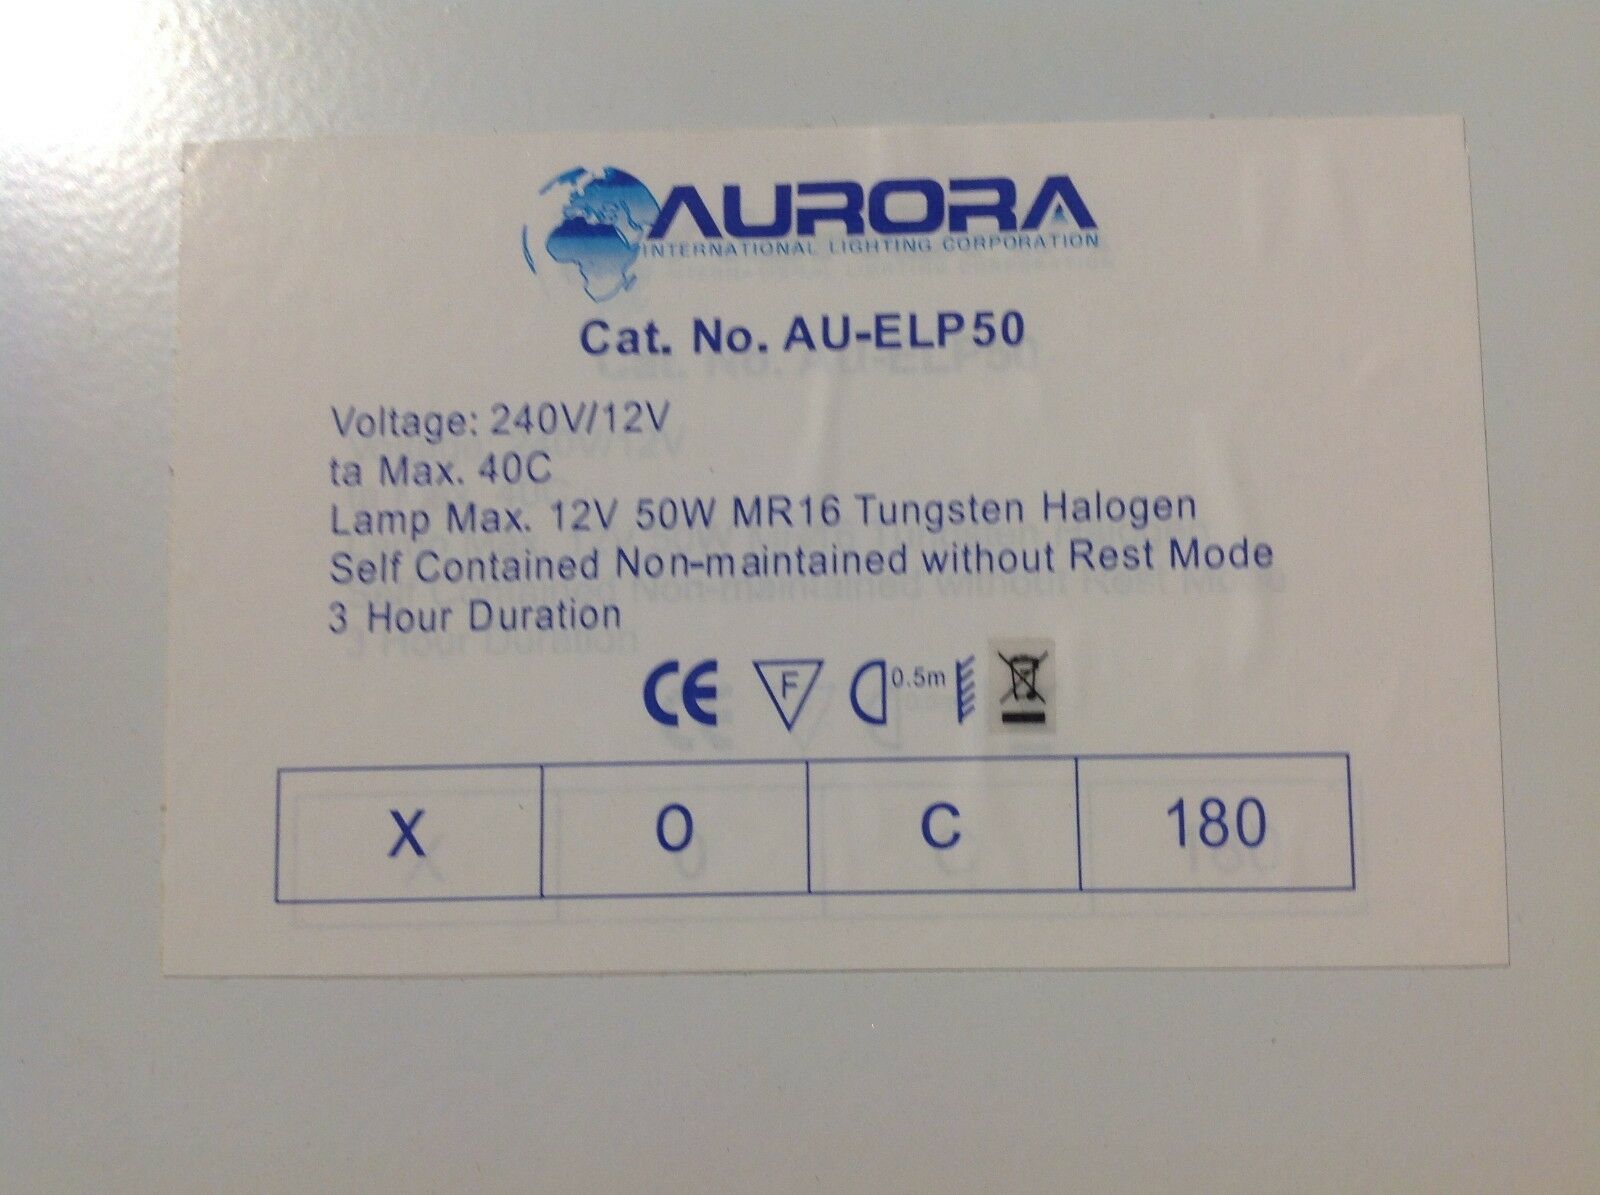 AURORA
INTERNATIONAL LIGHTING CORPORATION
Cat. No. AU-ELP50
Voltage: 240V/12V
ta Max. 40C
Lamp Max. 12V 50W MR16 Tungsten Halogen
Self Contained Non-maintained without Rest Mode
3 Hour Duration
CE F 0.5m
X 0 C 180